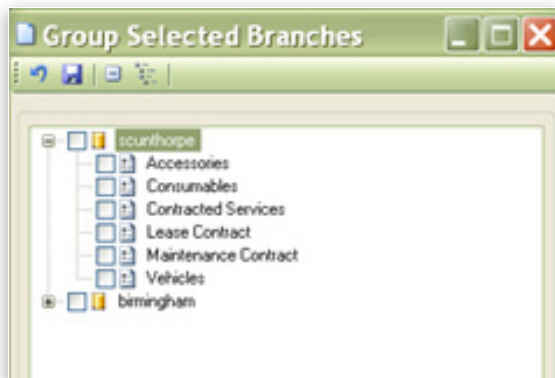 Group Selected Branches
scunthorpe
Accessories
Consumables
Contracted Services
Lease Contract
Maintenance Contract
Vehicles
birmingham